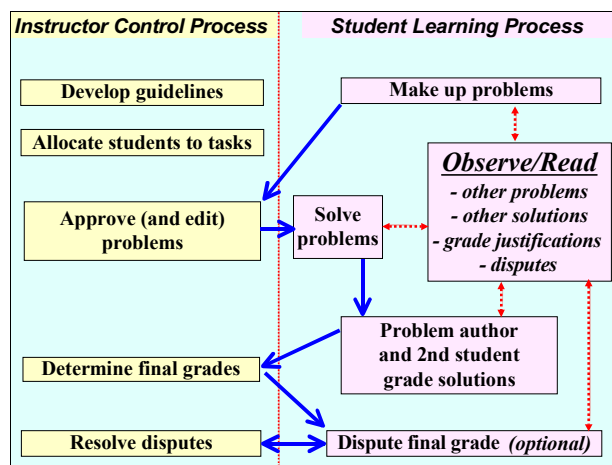 Instructor Control Process
Student Learning Process
Develop guidelines
Make up problems
Allocate students to tasks
Observe/Read
- other problems
- other solutions
- grade justifications
- disputes
Approve (and edit)
problems
Solve
problems
Problem author
and 2nd student
grade solutions
Determine final grades
Resolve disputes
Dispute final grade (optional)